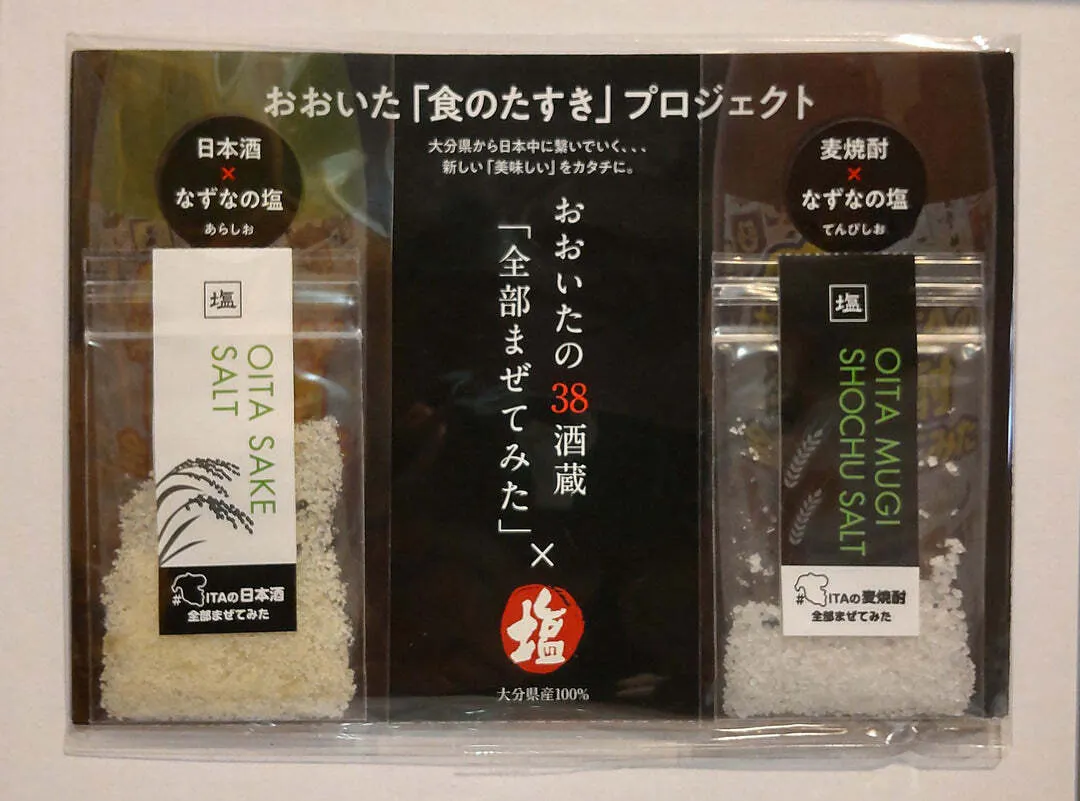 おおいた「食のたすき」プロジェクト
大分県から日本中に繋いでいく、、、
新しい「美味しい」をカタチに。
日本酒
×
なずなの塩
あらしお
麦焼酎
×
なずなの塩
てんぴしお
おおいたの38酒蔵
「全部まぜてみた」
×
塩
大分県産100%
塩
OITA SAKE
SALT
#ITAの日本酒
全部まぜてみた
塩
OITA MUGI
SHOCHU SALT
#ITAの麦焼酎
全部まぜてみた